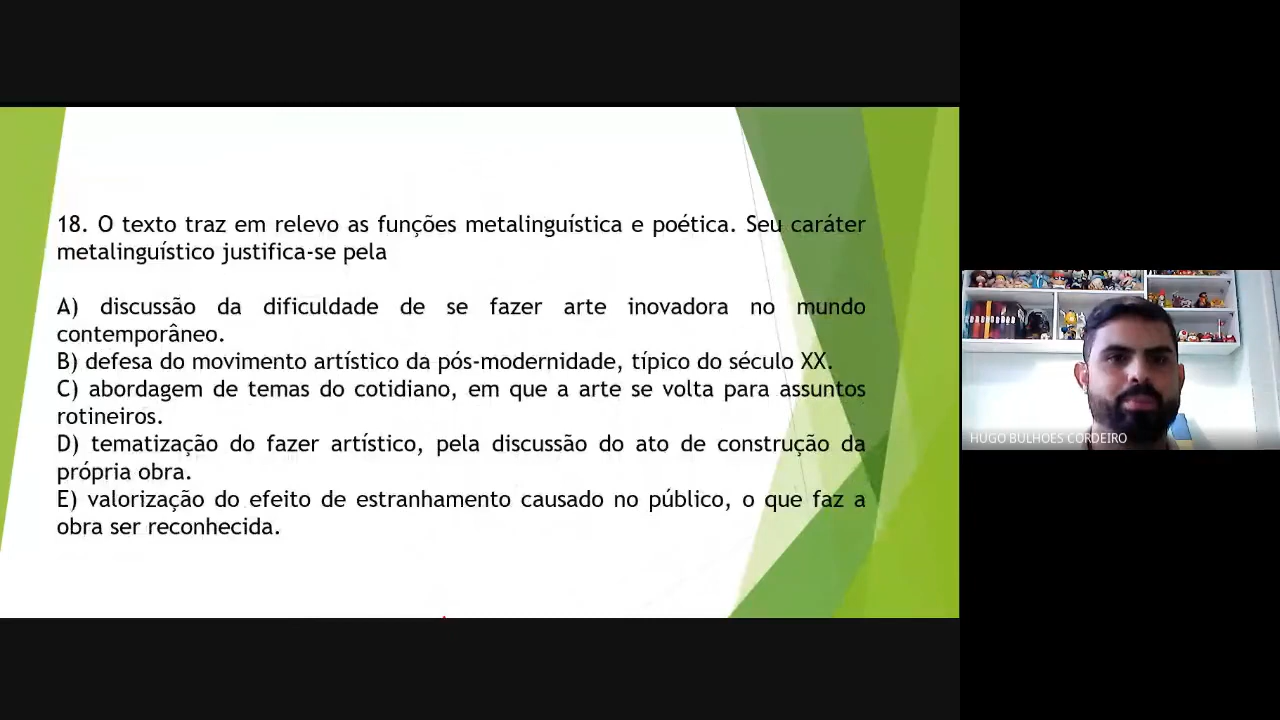 18. O texto traz em relevo as funções metalinguística e poética. Seu caráter
metalinguístico justifica-se pela
A) discussão da dificuldade de se fazer arte inovadora no mundo
contemporâneo.
B) defesa do movimento artístico da pós-modernidade, típico do século XX.
C) abordagem de temas do cotidiano, em que a arte se volta para assuntos
rotineiros.
D) tematização do fazer artístico, pela discussão do ato de construção da
própria obra.
E) valorização do efeito de estranhamento causado no público, o que faz a
obra ser reconhecida.
HUGO BULHOES CORDEIRO